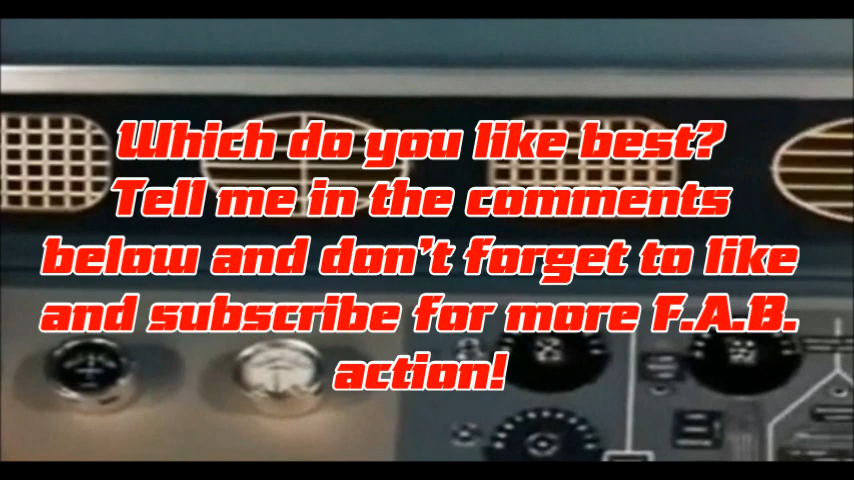 Which do you like best?
Tell me in the comments
below and don't forget to like
and subscribe for more F.A.B.
action!